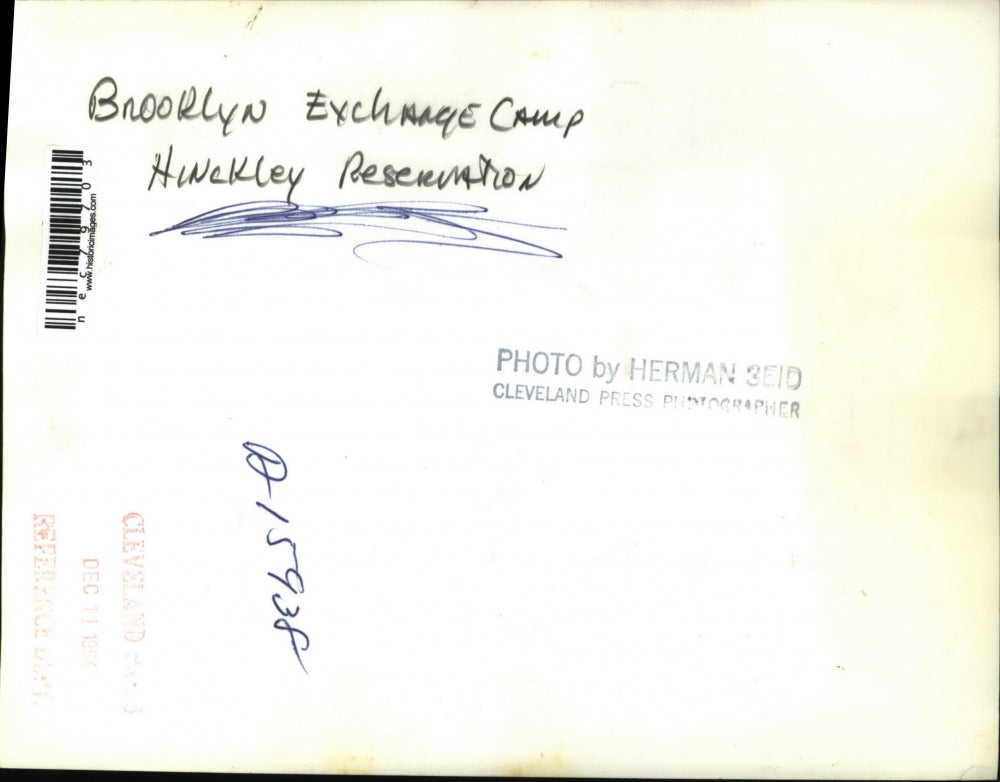 Brooklyn Exchange Camp
Hinckley Reservation
www.historicimages.com
PHOTO by HERMAN SEID
CLEVELAND PRESS PHOTOGRAPHER
CLEVELAND
DEC 11 1964
REFERENCE DEPT.